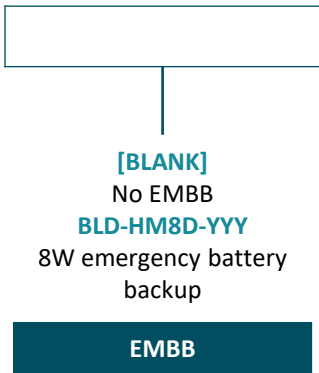 [BLANK]
No EMBB
BLD-HM8D-YYY
8W emergency battery
backup
EMBB